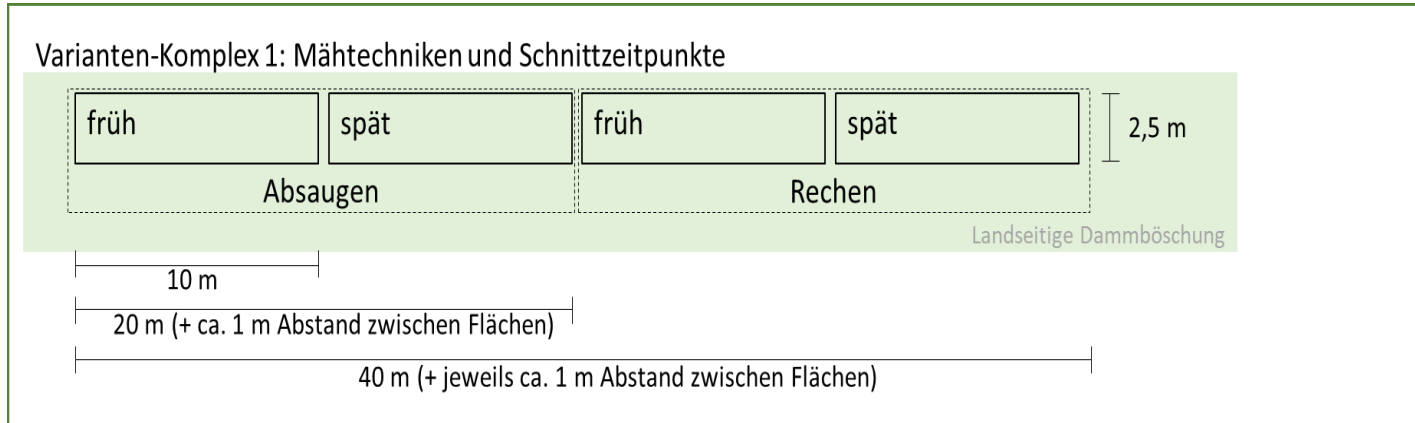 Varianten-Komplex 1: Mähtechniken und Schnittzeitpunkte
früh
spät
früh
spät
2,5 m
Absaugen
Rechen
Landseitige Dammböschung
10 m
20 m (+ ca. 1 m Abstand zwischen Flächen)
40 m (+ jeweils ca. 1 m Abstand zwischen Flächen)